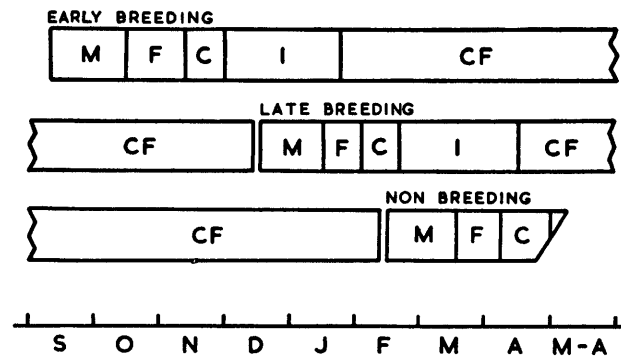 EARLY BREEDING
M F C I CF
LATE BREEDING
CF M F C I CF
NON BREEDING
CF M F C
S O N D J F M A M-A